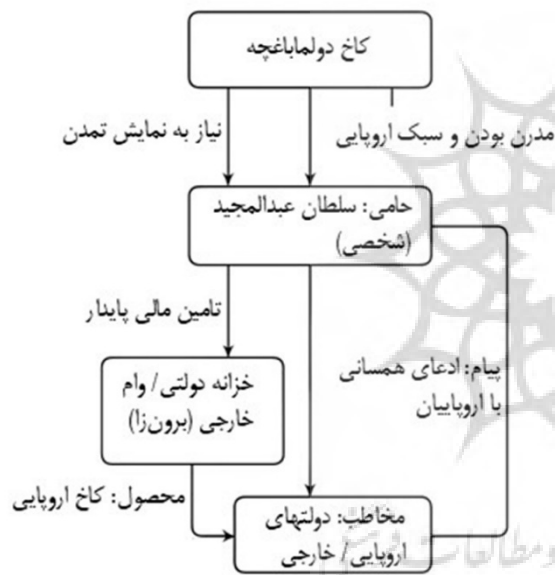 کاخ دولماباغچه
مدرن بودن و سبک اروپایی
نیاز به نمایش تمدن
حامی: سلطان عبدالمجید
(شخصی)
تامین مالی پایدار
خزانه دولتی/ وام
خارجی (برون‌زا)
پیام: ادعای همسانی
با اروپاییان
محصول: کاخ اروپایی
مخاطب: دولتهای
اروپایی/ خارجی
و مطالعات